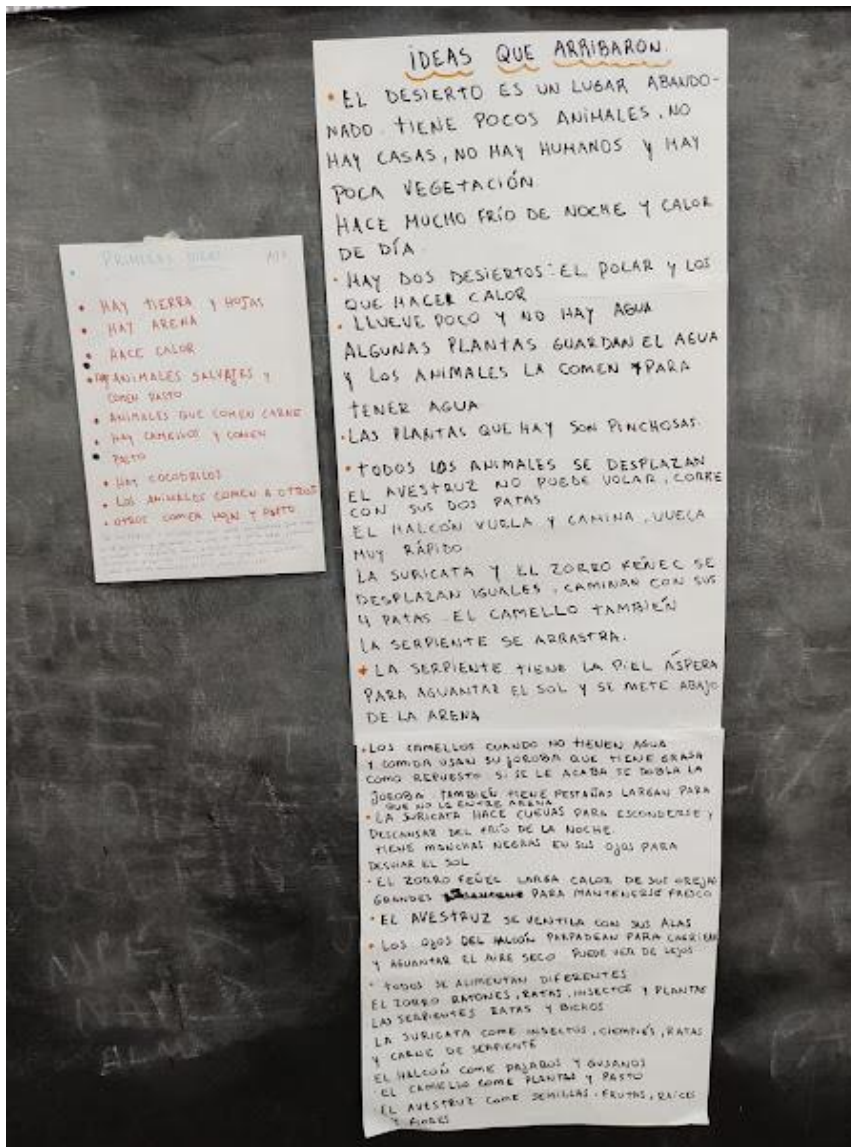 PRIMERAS IDEAS
• HAY TIERRA Y HOJAS
• HAY ARENA
• HACE CALOR
• ANIMALES SALVAJES Y
COMEN PASTO
• ANIMALES QUE COMEN CARNE
• HAY CAMELLOS Y COMEN
PASTO
• HAY COCODRILOS
• LOS ANIMALES COMEN A OTROS
• OTROS COMEN HOJA Y PASTO
IDEAS QUE ARRIBARON
• EL DESIERTO ES UN LUGAR ABANDO-
NADO. TIENE POCOS ANIMALES, NO
HAY CASAS, NO HAY HUMANOS Y HAY
POCA VEGETACIÓN
HACE MUCHO FRÍO DE NOCHE Y CALOR
DE DÍA.
• HAY DOS DESIERTOS: EL POLAR Y LOS
QUE HACER CALOR
• LLUEVE POCO Y NO HAY AGUA
ALGUNAS PLANTAS GUARDAN EL AGUA
Y LOS ANIMALES LA COMEN PARA
TENER AGUA
• LAS PLANTAS QUE HAY SON PINCHOSAS.
• TODOS LOS ANIMALES SE DESPLAZAN
EL AVESTRUZ NO PUEDE VOLAR, CORRE
CON SUS DOS PATAS
EL HALCÓN VUELA Y CAMINA, VUELA
MUY RÁPIDO
LA SURICATA Y EL ZORRO FEÑEC SE
DESPLAZAN IGUALES, CAMINAN CON SUS
4 PATAS. EL CAMELLO TAMBIÉN
LA SERPIENTE SE ARRASTRA.
• LA SERPIENTE TIENE LA PIEL ÁSPERA
PARA AGUANTAR EL SOL Y SE METE ABAJO
DE LA ARENA
• LOS CAMELLOS CUANDO NO TIENEN AGUA
Y COMIDA USAN SU JOROBA QUE TIENE GRASA
COMO REPUESTO SI SE LE ACABA SE DOBLA LA
JOROBA. TAMBIÉN TIENE PESTAÑAS LARGAS PARA
QUE NO LE ENTRE ARENA
• LA SURICATA HACE CUEVAS PARA ESCONDERSE Y
DESCANSAR DEL FRÍO DE LA NOCHE.
TIENE MANCHAS NEGRAS EN SUS OJOS PARA
DESVIAR EL SOL
• EL ZORRO FEÑEC LARGA CALOR DE SUS OREJAS
GRANDES PARA MANTENERSE FRESCO
• EL AVESTRUZ SE VENTILA CON SUS ALAS
• LOS OJOS DEL HALCÓN PARPADEAN PARA
Y AGUANTAR EL AIRE SECO PUEDE VER DE LEJOS
• TODOS SE ALIMENTAN DIFERENTES
EL ZORRO RATONES, RATAS, INSECTOS Y PLANTAS
LAS SERPIENTES RATAS Y BICHOS
LA SURICATA COME INSECTOS, CIEMPIÉS, RATAS
Y CARNE DE SERPIENTE
EL HALCÓN COME PAJAROS Y GUSANOS
EL CAMELLO COME PLANTAS Y PASTO
EL AVESTRUZ COME SEMILLAS, FRUTAS, RAÍCES
Y FLORES